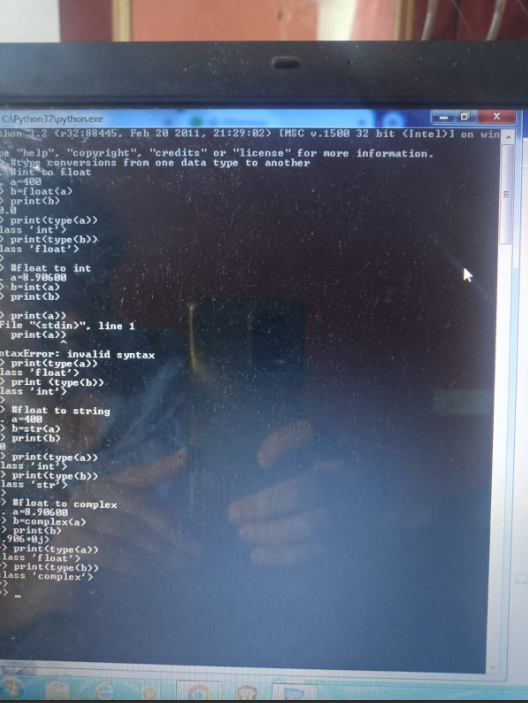 C:\Python32\python.exe
thon 3.2 (r32:88445, Feb 20 2011, 21:29:02) [MSC v.1500 32 bit (Intel)] on win
pe "help", "copyright", "credits" or "license" for more information.
> #type conversions from one data type to another
. #int to float
. a=400
> b=float(a)
> print(b)
0.0
> print(type(a))
lass 'int'>
> print(type(b))
lass 'float'>
>
> #float to int
. a=8.90600
> b=int(a)
> print(b)
> print(a))
File "<stdin>", line 1
print(a))
^
ntaxError: invalid syntax
> print(type(a))
lass 'float'>
> print (type(b))
lass 'int'>
>
> #float to string
. a=400
> b=str(a)
> print(b)
0
> print(type(a))
lass 'int'>
> print(type(b))
lass 'str'>
>
> #float to complex
. a=8.90600
> b=complex(a)
> print(b)
.906+0j)
> print(type(a))
lass 'float'>
> print(type(b))
class 'complex'>
>>
>> _